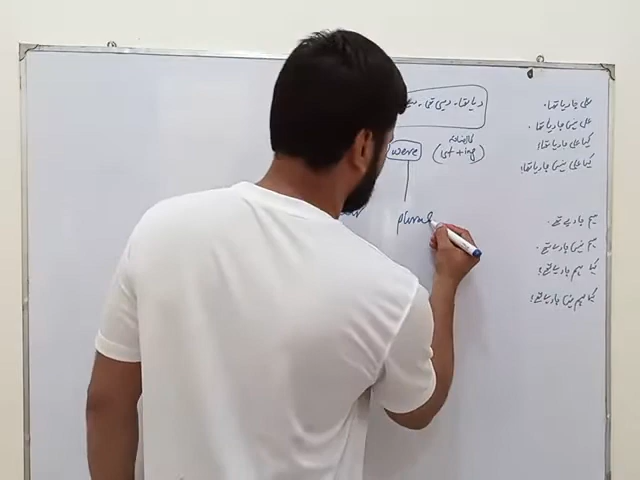 علی جا رہا تھا۔
علی نہیں جا رہا تھا۔
کیا علی جا رہا تھا؟
کیا علی نہیں جا رہا تھا؟
ہم جا رہے تھے۔
ہم نہیں جا رہے تھے۔
کیا ہم جا رہے تھے؟
کیا ہم نہیں جا رہے تھے؟
رہا تھا۔ رہی تھی۔
were
(1st + ing)
plural